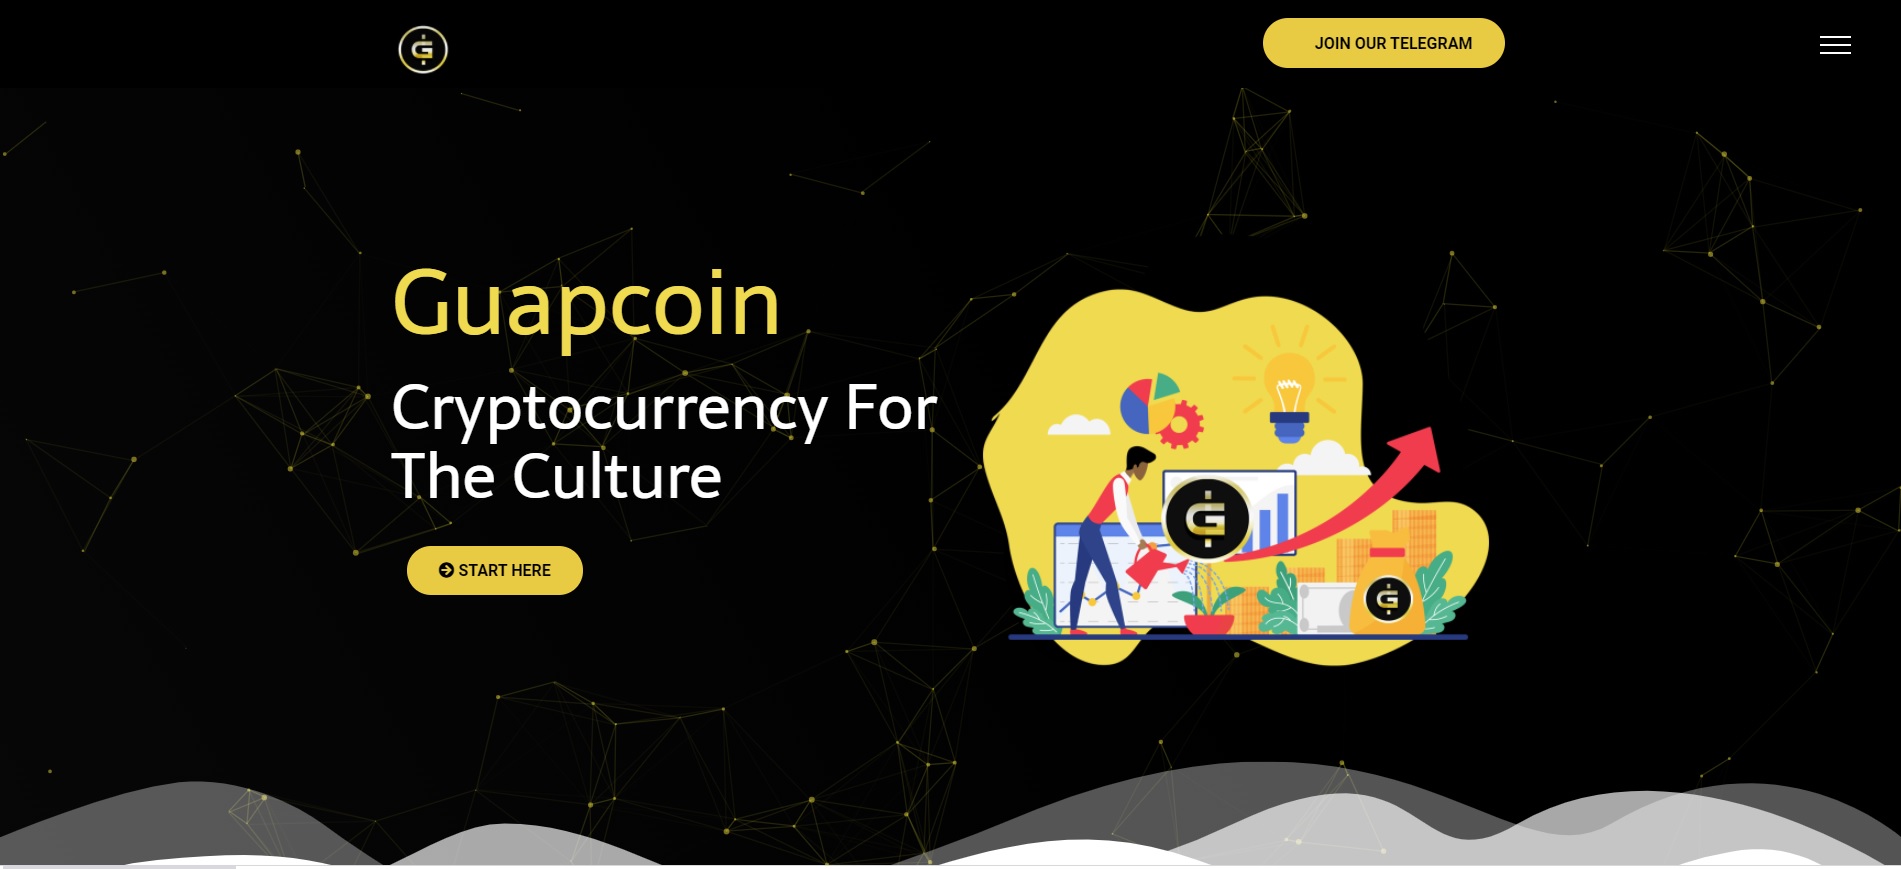 JOIN OUR TELEGRAM
Guapcoin
Cryptocurrency For
The Culture
START HERE